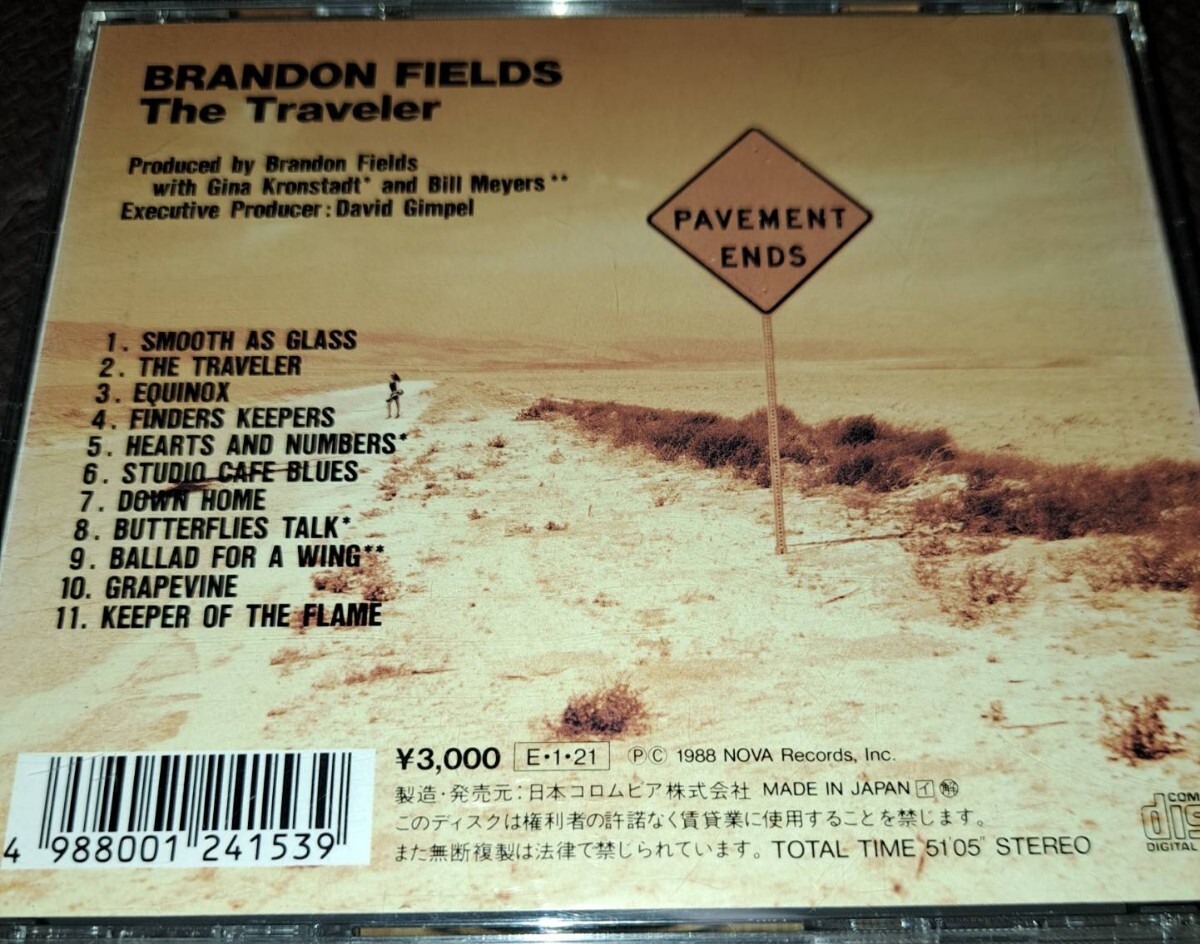 BRANDON FIELDS
The Traveler
Produced by Brandon Fields
with Gina Kronstadt* and Bill Meyers**
Executive Producer: David Gimpel
PAVEMENT
ENDS
1. SMOOTH AS GLASS
2. THE TRAVELER
3. EQUINOX
4. FINDERS KEEPERS
5. HEARTS AND NUMBERS*
6. STUDIO CAFE BLUES
7. DOWN HOME
8. BUTTERFLIES TALK*
9. BALLAD FOR A WING**
10. GRAPEVINE
11. KEEPER OF THE FLAME
¥3,000 E・1・21 ℗© 1988 NOVA Records, Inc.
製造・発売元:日本コロムビア株式会社 MADE IN JAPAN イ 解
このディスクは権利者の許諾なく賃貸業に使用することを禁じます。
また無断複製は法律で禁じられています。TOTAL TIME 51'05" STEREO
4 988001 241539
COM
dis
DIGITAL